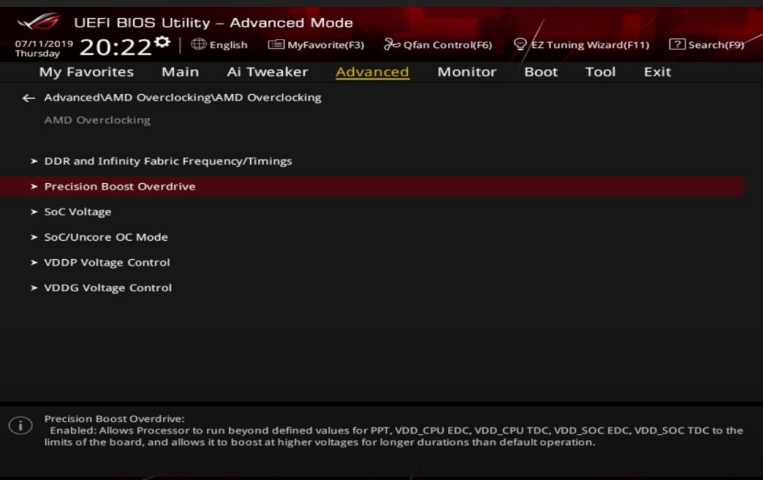 UEFI BIOS Utility – Advanced Mode
07/11/2019 Thursday 20:22 English MyFavorite(F3) Qfan Control(F6) EZ Tuning Wizard(F11) ? Search(F9)
My Favorites Main Ai Tweaker Advanced Monitor Boot Tool Exit
← Advanced\AMD Overclocking\AMD Overclocking
AMD Overclocking
➤ DDR and Infinity Fabric Frequency/Timings
➤ Precision Boost Overdrive
➤ SoC Voltage
➤ SoC/Uncore OC Mode
➤ VDDP Voltage Control
➤ VDDG Voltage Control
i Precision Boost Overdrive:
Enabled: Allows Processor to run beyond defined values for PPT, VDD_CPU EDC, VDD_CPU TDC, VDD_SOC EDC, VDD_SOC TDC to the
limits of the board, and allows it to boost at higher voltages for longer durations than default operation.